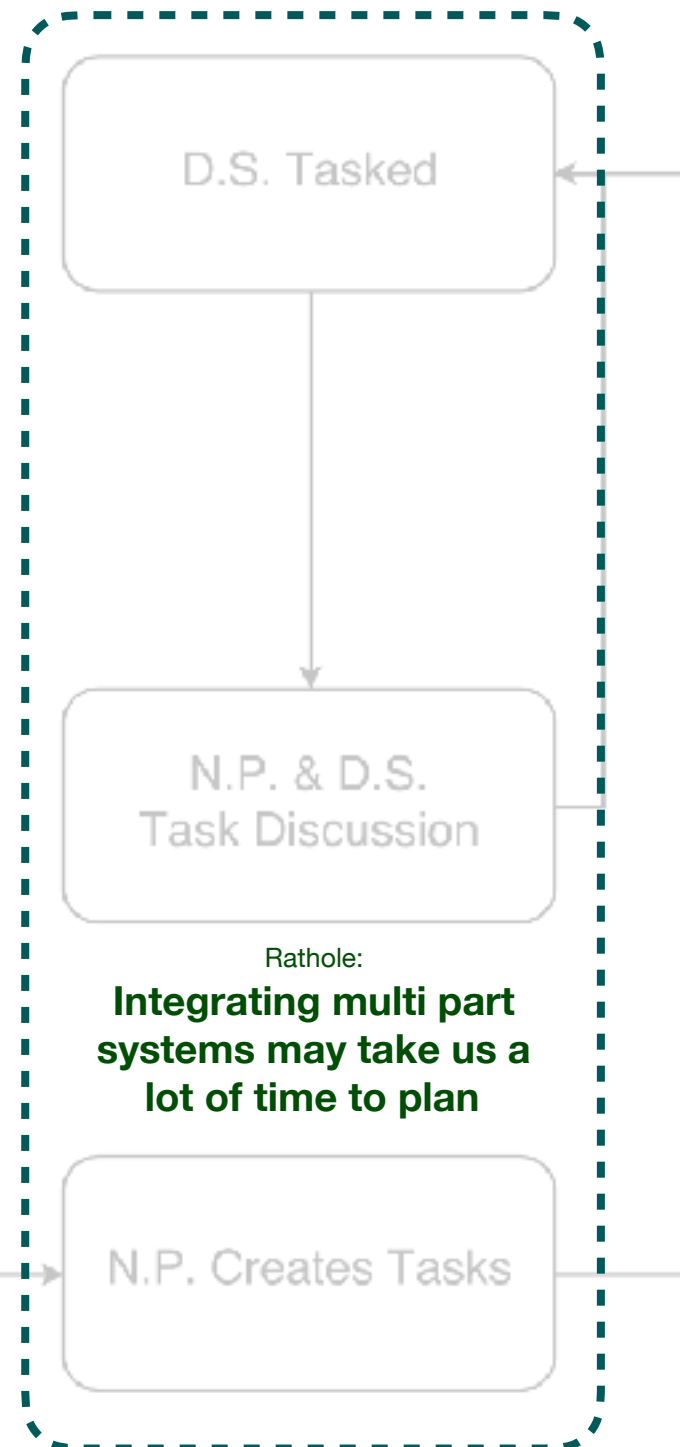 D.S. Tasked
N.P. & D.S.
Task Discussion
Rathole:
Integrating multi part
systems may take us a
lot of time to plan
N.P. Creates Tasks